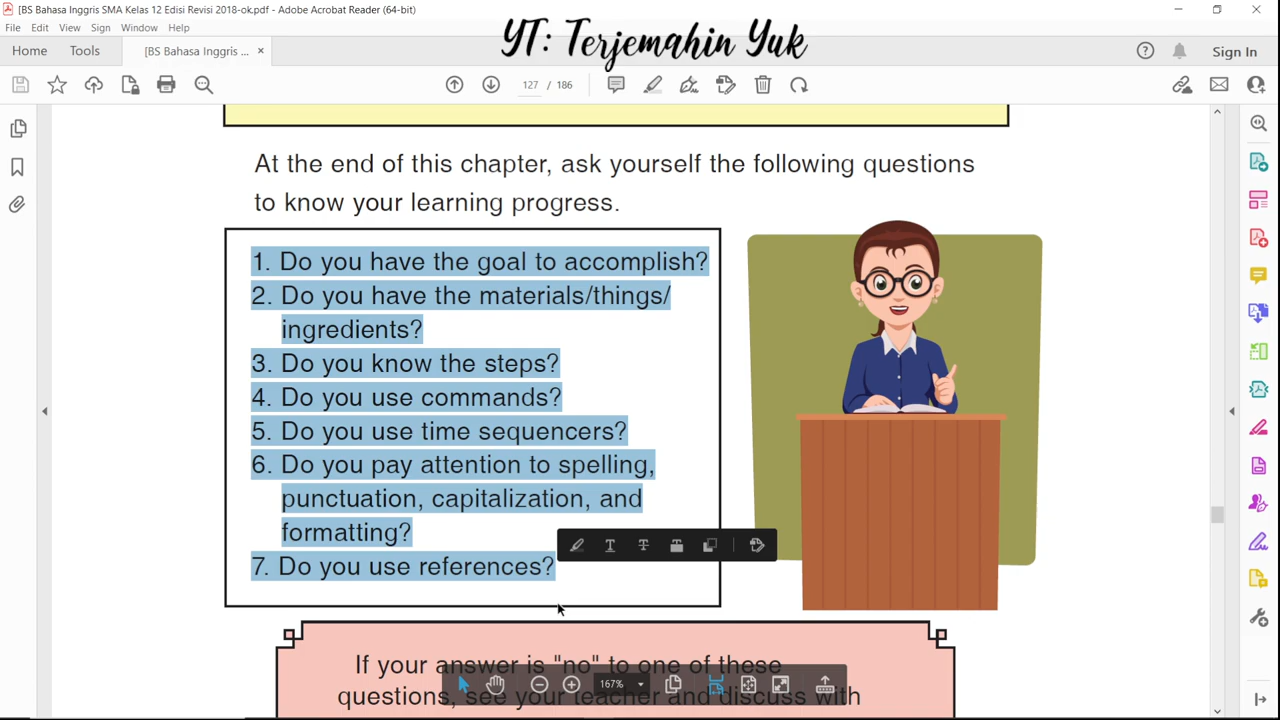 [BS Bahasa Inggris SMA Kelas 12 Edisi Revisi 2018-ok.pdf - Adobe Acrobat Reader (64-bit)
File Edit View Sign Window Help
YT: Terjemahin Yuk
Home Tools [BS Bahasa Inggris ... × Sign In
127 / 186
At the end of this chapter, ask yourself the following questions
to know your learning progress.
1. Do you have the goal to accomplish?
2. Do you have the materials/things/
ingredients?
3. Do you know the steps?
4. Do you use commands?
5. Do you use time sequencers?
6. Do you pay attention to spelling,
punctuation, capitalization, and
formatting?
7. Do you use references?
If your answer is "no" to one of these
questions, see your teacher and discuss with
167%